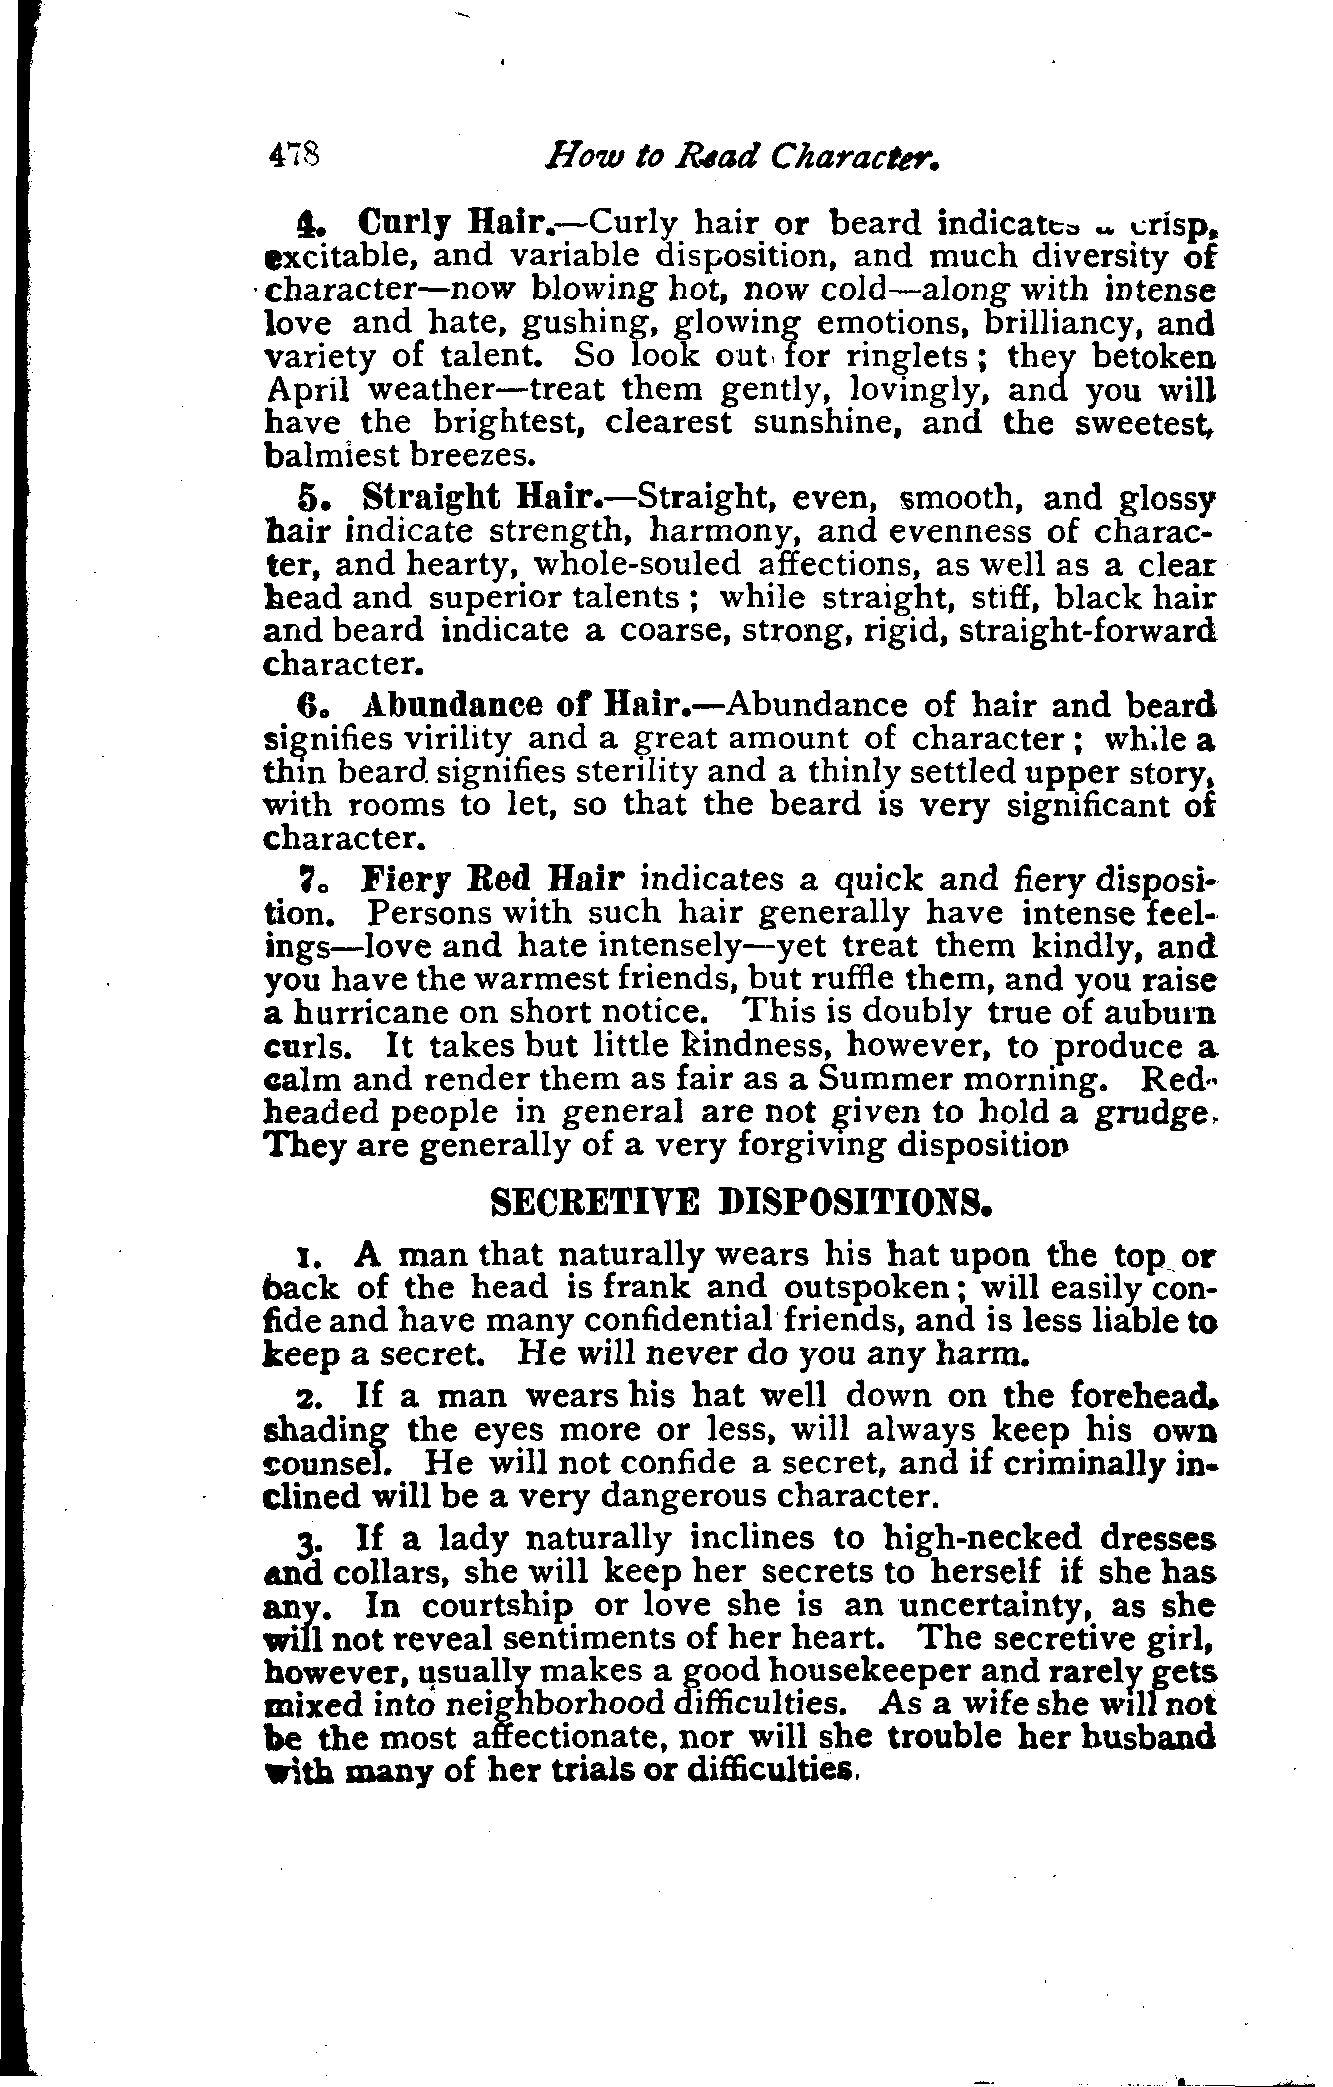 478 How to Read Character.
4. Curly Hair.—Curly hair or beard indicates a crisp,
excitable, and variable disposition, and much diversity of
character—now blowing hot, now cold—along with intense
love and hate, gushing, glowing emotions, brilliancy, and
variety of talent. So look out for ringlets; they betoken
April weather—treat them gently, lovingly, and you will
have the brightest, clearest sunshine, and the sweetest,
balmiest breezes.
5. Straight Hair.—Straight, even, smooth, and glossy
hair indicate strength, harmony, and evenness of charac-
ter, and hearty, whole-souled affections, as well as a clear
head and superior talents; while straight, stiff, black hair
and beard indicate a coarse, strong, rigid, straight-forward
character.
6. Abundance of Hair.—Abundance of hair and beard
signifies virility and a great amount of character; while a
thin beard signifies sterility and a thinly settled upper story,
with rooms to let, so that the beard is very significant of
character.
7. Fiery Red Hair indicates a quick and fiery disposi-
tion. Persons with such hair generally have intense feel-
ings—love and hate intensely—yet treat them kindly, and
you have the warmest friends, but ruffle them, and you raise
a hurricane on short notice. This is doubly true of auburn
curls. It takes but little kindness, however, to produce a
calm and render them as fair as a Summer morning. Red-
headed people in general are not given to hold a grudge.
They are generally of a very forgiving disposition
SECRETIVE DISPOSITIONS.
1. A man that naturally wears his hat upon the top or
back of the head is frank and outspoken; will easily con-
fide and have many confidential friends, and is less liable to
keep a secret. He will never do you any harm.
2. If a man wears his hat well down on the forehead,
shading the eyes more or less, will always keep his own
counsel. He will not confide a secret, and if criminally in-
clined will be a very dangerous character.
3. If a lady naturally inclines to high-necked dresses
and collars, she will keep her secrets to herself if she has
any. In courtship or love she is an uncertainty, as she
will not reveal sentiments of her heart. The secretive girl,
however, usually makes a good housekeeper and rarely gets
mixed into neighborhood difficulties. As a wife she will not
be the most affectionate, nor will she trouble her husband
with many of her trials or difficulties.